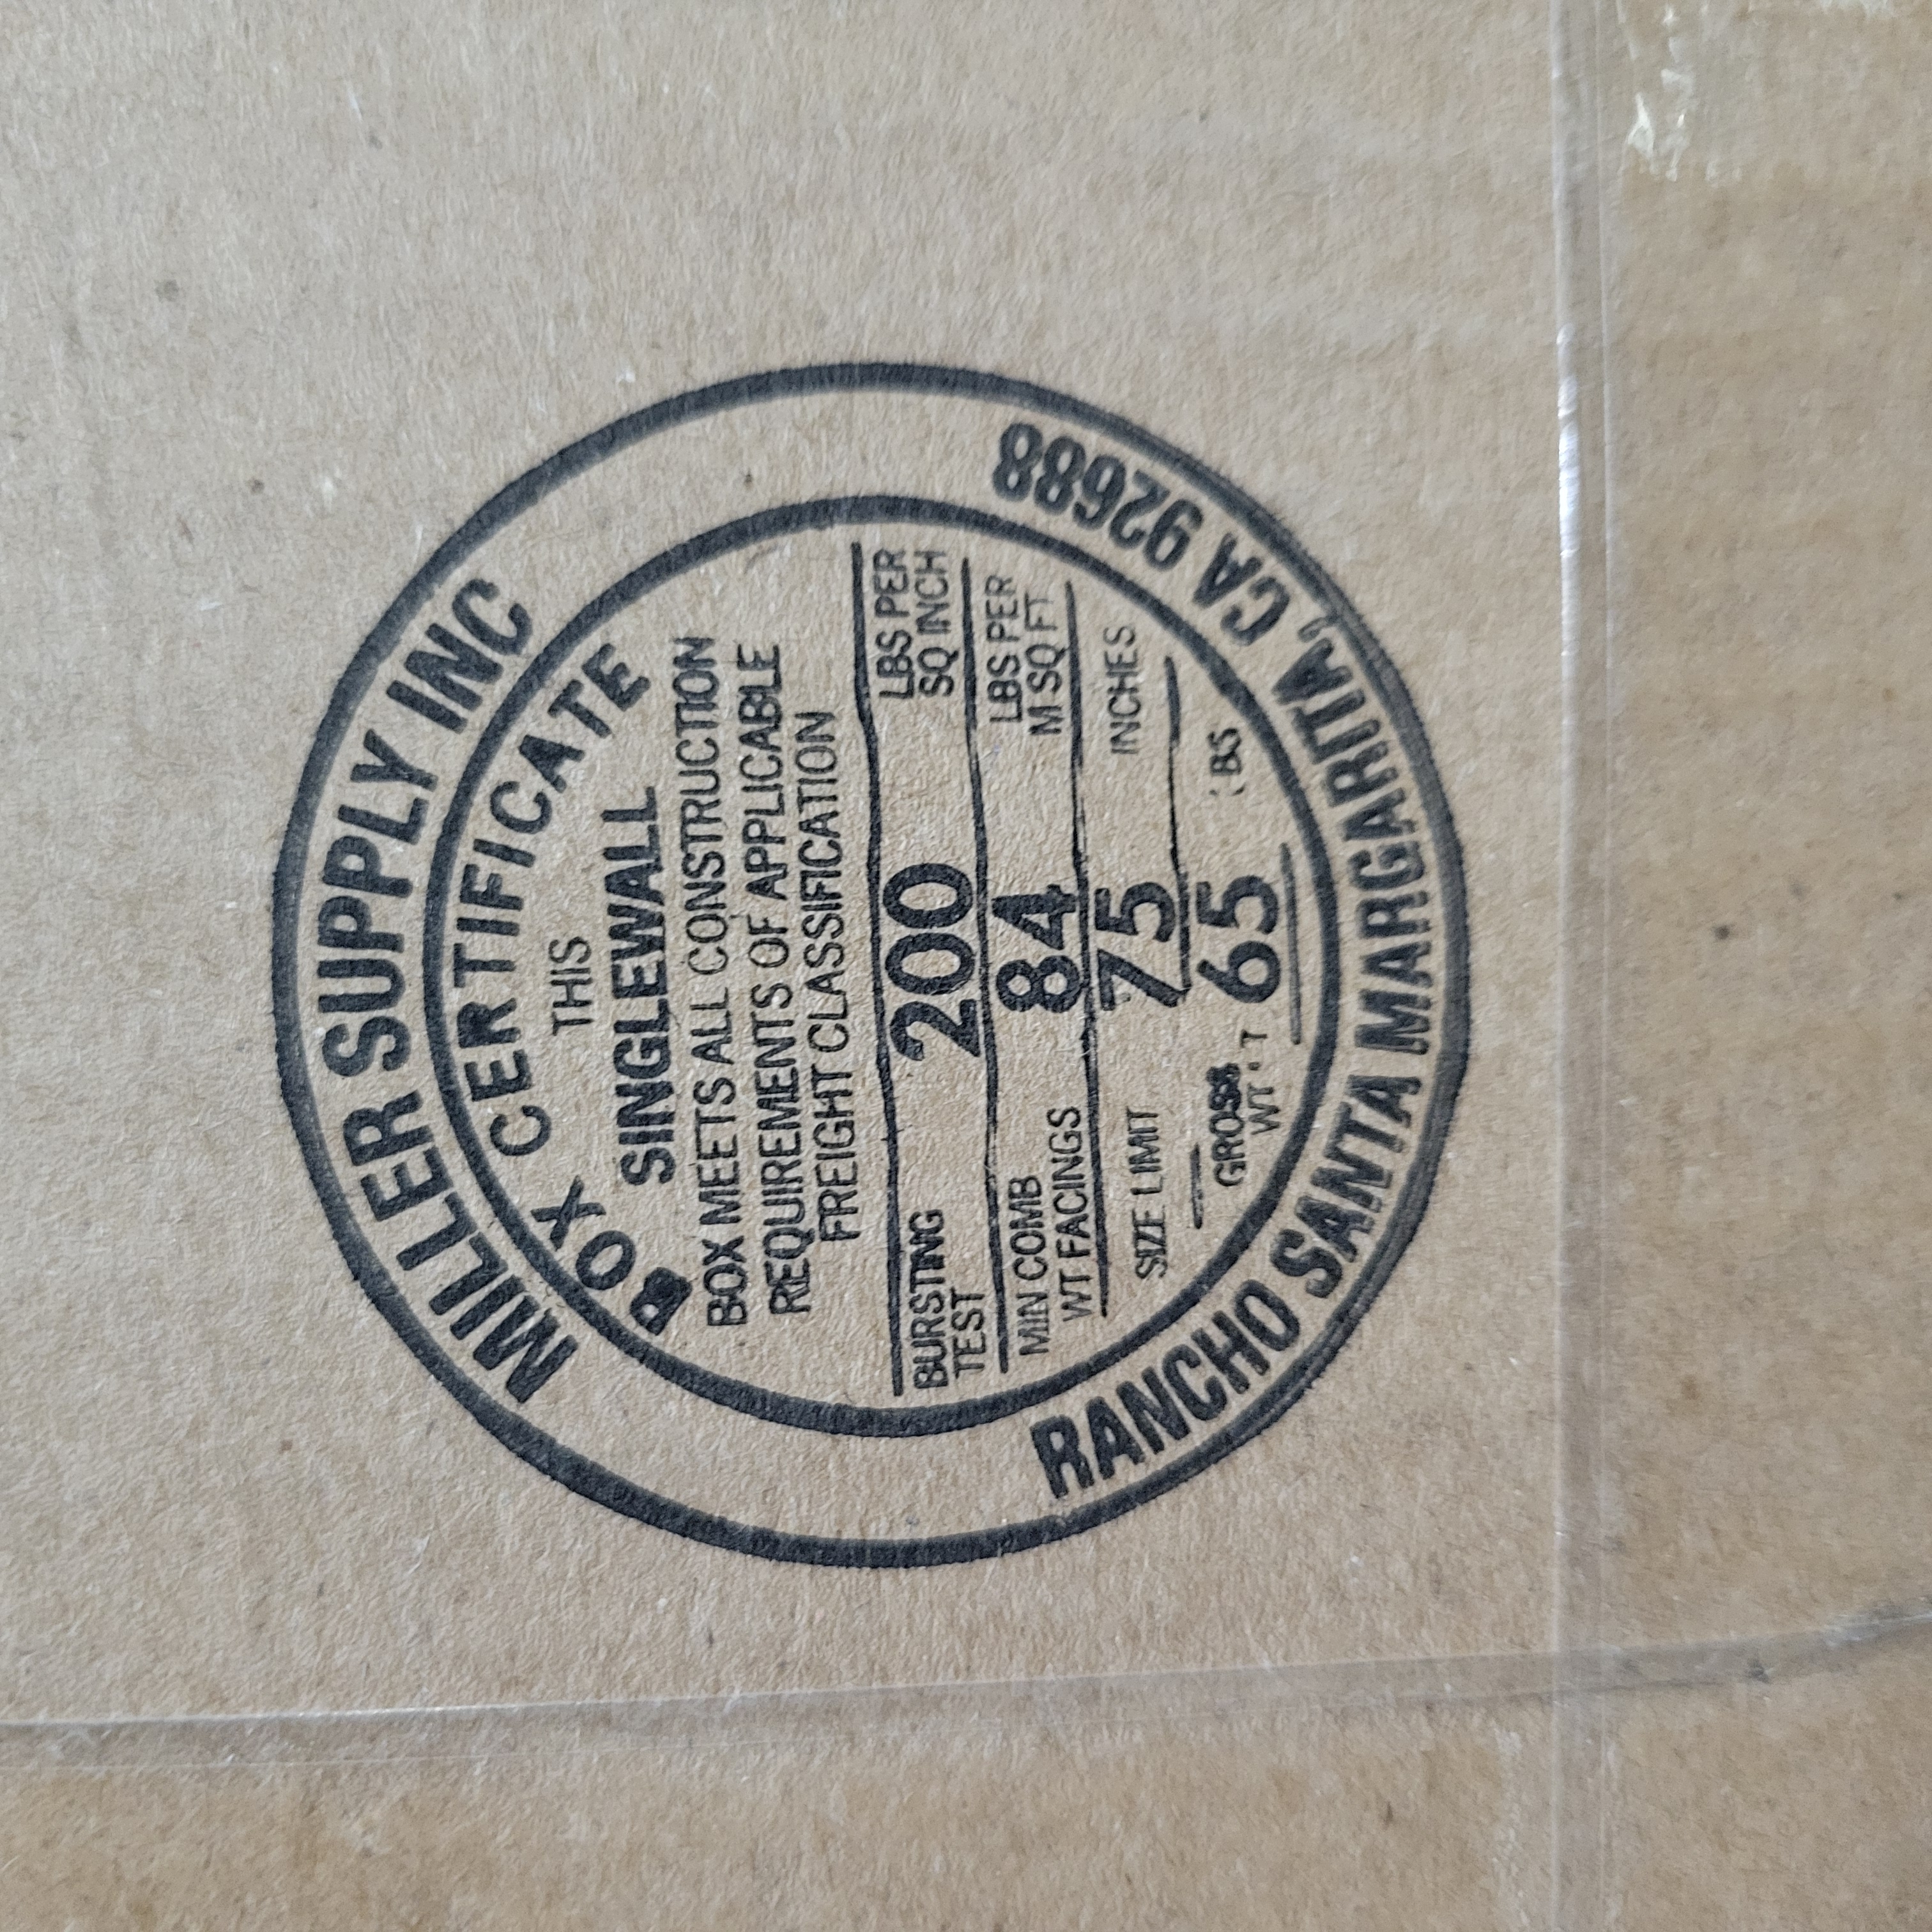 MILLER SUPPLY INC
BOX CERTIFICATE
THIS
SINGLEWALL
BOX MEETS ALL CONSTRUCTION
REQUIREMENTS OF APPLICABLE
FREIGHT CLASSIFICATION
BURSTING TEST 200 LBS PER SQ INCH
MIN COMB WT FACINGS 84 LBS PER M SQ FT
SIZE LIMIT 75 INCHES
GROSS WT 65
RANCHO SANTA MARGARITA, CA 92688